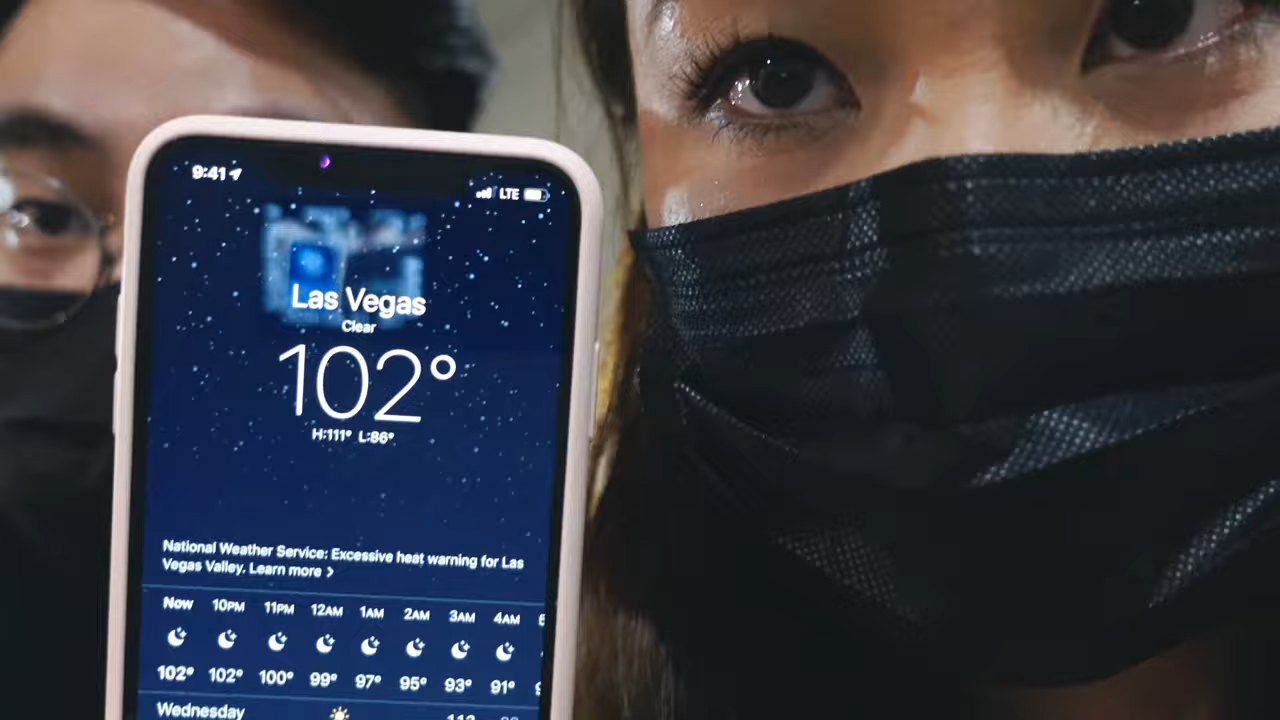 9:41 LTE
Las Vegas
Clear
102°
H:111° L:86°
National Weather Service: Excessive heat warning for Las
Vegas Valley. Learn more >
Now 10PM 11PM 12AM 1AM 2AM 3AM 4AM
102° 102° 100° 99° 97° 95° 93° 91°
Wednesday